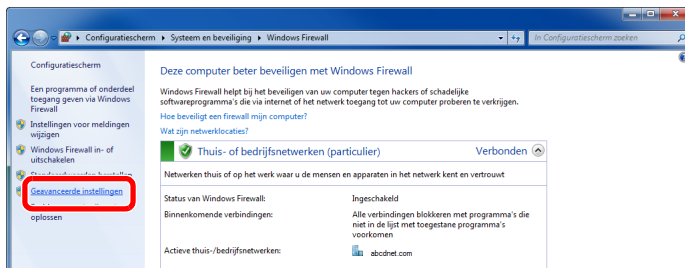 Configuratiescherm ▸ Systeem en beveiliging ▸ Windows Firewall
In Configuratiescherm zoeken
Configuratiescherm
Een programma of onderdeel
toegang geven via Windows
Firewall
Instellingen voor meldingen
wijzigen
Windows Firewall in- of
uitschakelen
Geavanceerde instellingen
oplossen
Deze computer beter beveiligen met Windows Firewall
Windows Firewall helpt bij het beveiligen van uw computer tegen hackers of schadelijke
softwareprogramma's die via internet of het netwerk toegang tot uw computer proberen te verkrijgen.
Hoe beveiligt een firewall mijn computer?
Wat zijn netwerklocaties?
Thuis- of bedrijfsnetwerken (particulier) Verbonden
Netwerken thuis of op het werk waar u de mensen en apparaten in het netwerk kent en vertrouwt
Status van Windows Firewall: Ingeschakeld
Binnenkomende verbindingen: Alle verbindingen blokkeren met programma's die
niet in de lijst met toegestane programma's
voorkomen
Actieve thuis-/bedrijfsnetwerken: abcdnet.com